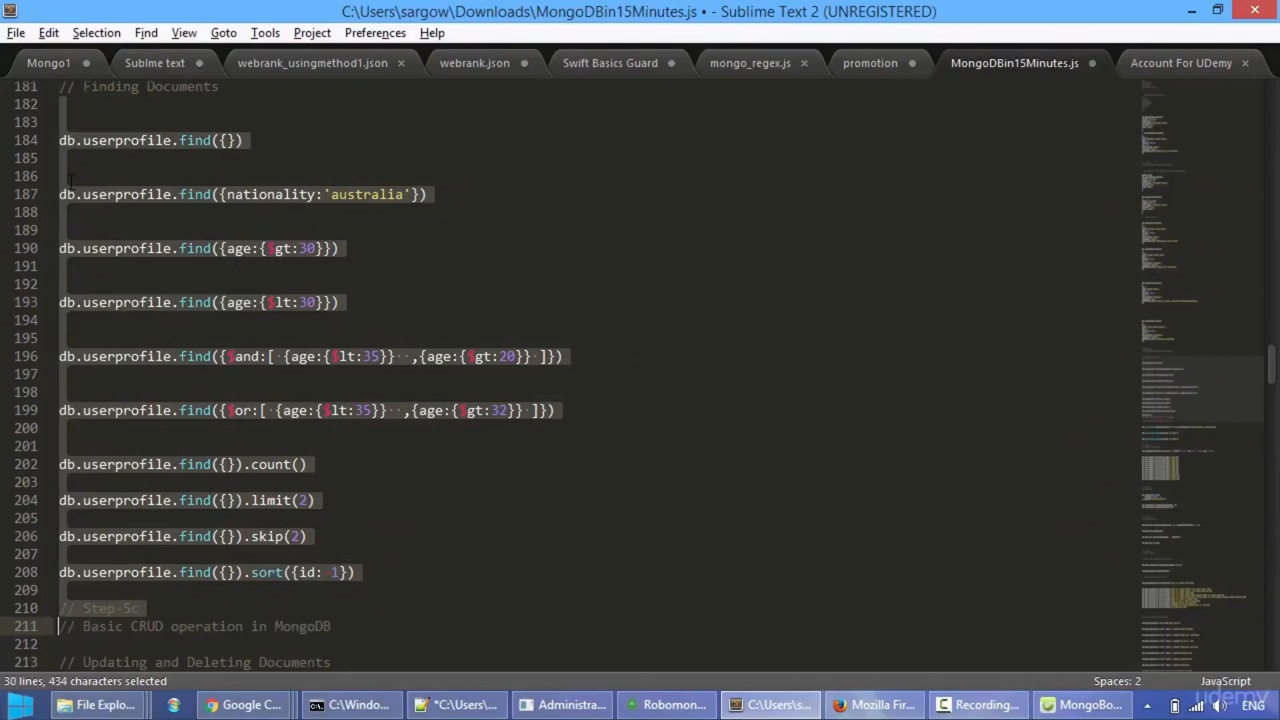 C:\Users\sargow\Downloads\MongoDBin15Minutes.js • - Sublime Text 2 (UNREGISTERED)
File Edit Selection Find View Goto Tools Project Preferences Help
Mongo1 Sublme text webrank_usingmethod1.json webrank.json Swift Basics Guard mongo_regex.js promotion MongoDBin15Minutes.js Account For UDemy
181 // Finding Documents
182
183
184 db.userprofile.find({})
185
186
187 db.userprofile.find({nationality:'australia'})
188
189
190 db.userprofile.find({age:{ :30}})
191
192
193 db.userprofile.find({age:{$lt:30}})
194
195
196 db.userprofile.find({$and:[ { age:{$lt:35}} ,{age:{$gt:20}} ]})
197
198
199 db.userprofile.find({$or:[ { age:{$lt: }} ,{age:{ }} ]})
200
201
202 db.userprofile.find({}).count()
203
204 db.userprofile.find({}).limit(2)
205
206 db.userprofile.find({}).skip(2)
207
208 db.userprofile.find({}).sort(
209
210 // Step-5c
211 // Basic CRUD operation in MongoDB
212
213 // Updating and Deleting Documents
30 lines, 434 characters selected Spaces: 2 JavaScript
udemy
File Explo... Google C... C:\Windo... *C:\Users\... Administra... Robomon... C:\Users\s... Mozilla Fir... Recording... MongoBo... ENG